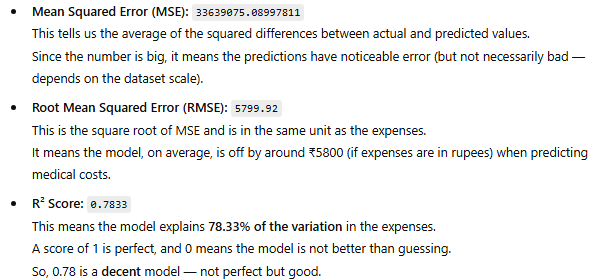 • Mean Squared Error (MSE): 33639075.08997811
This tells us the average of the squared differences between actual and predicted values.
Since the number is big, it means the predictions have noticeable error (but not necessarily bad —
depends on the dataset scale).
• Root Mean Squared Error (RMSE): 5799.92
This is the square root of MSE and is in the same unit as the expenses.
It means the model, on average, is off by around ₹5800 (if expenses are in rupees) when predicting
medical costs.
• R² Score: 0.7833
This means the model explains 78.33% of the variation in the expenses.
A score of 1 is perfect, and 0 means the model is not better than guessing.
So, 0.78 is a decent model — not perfect but good.